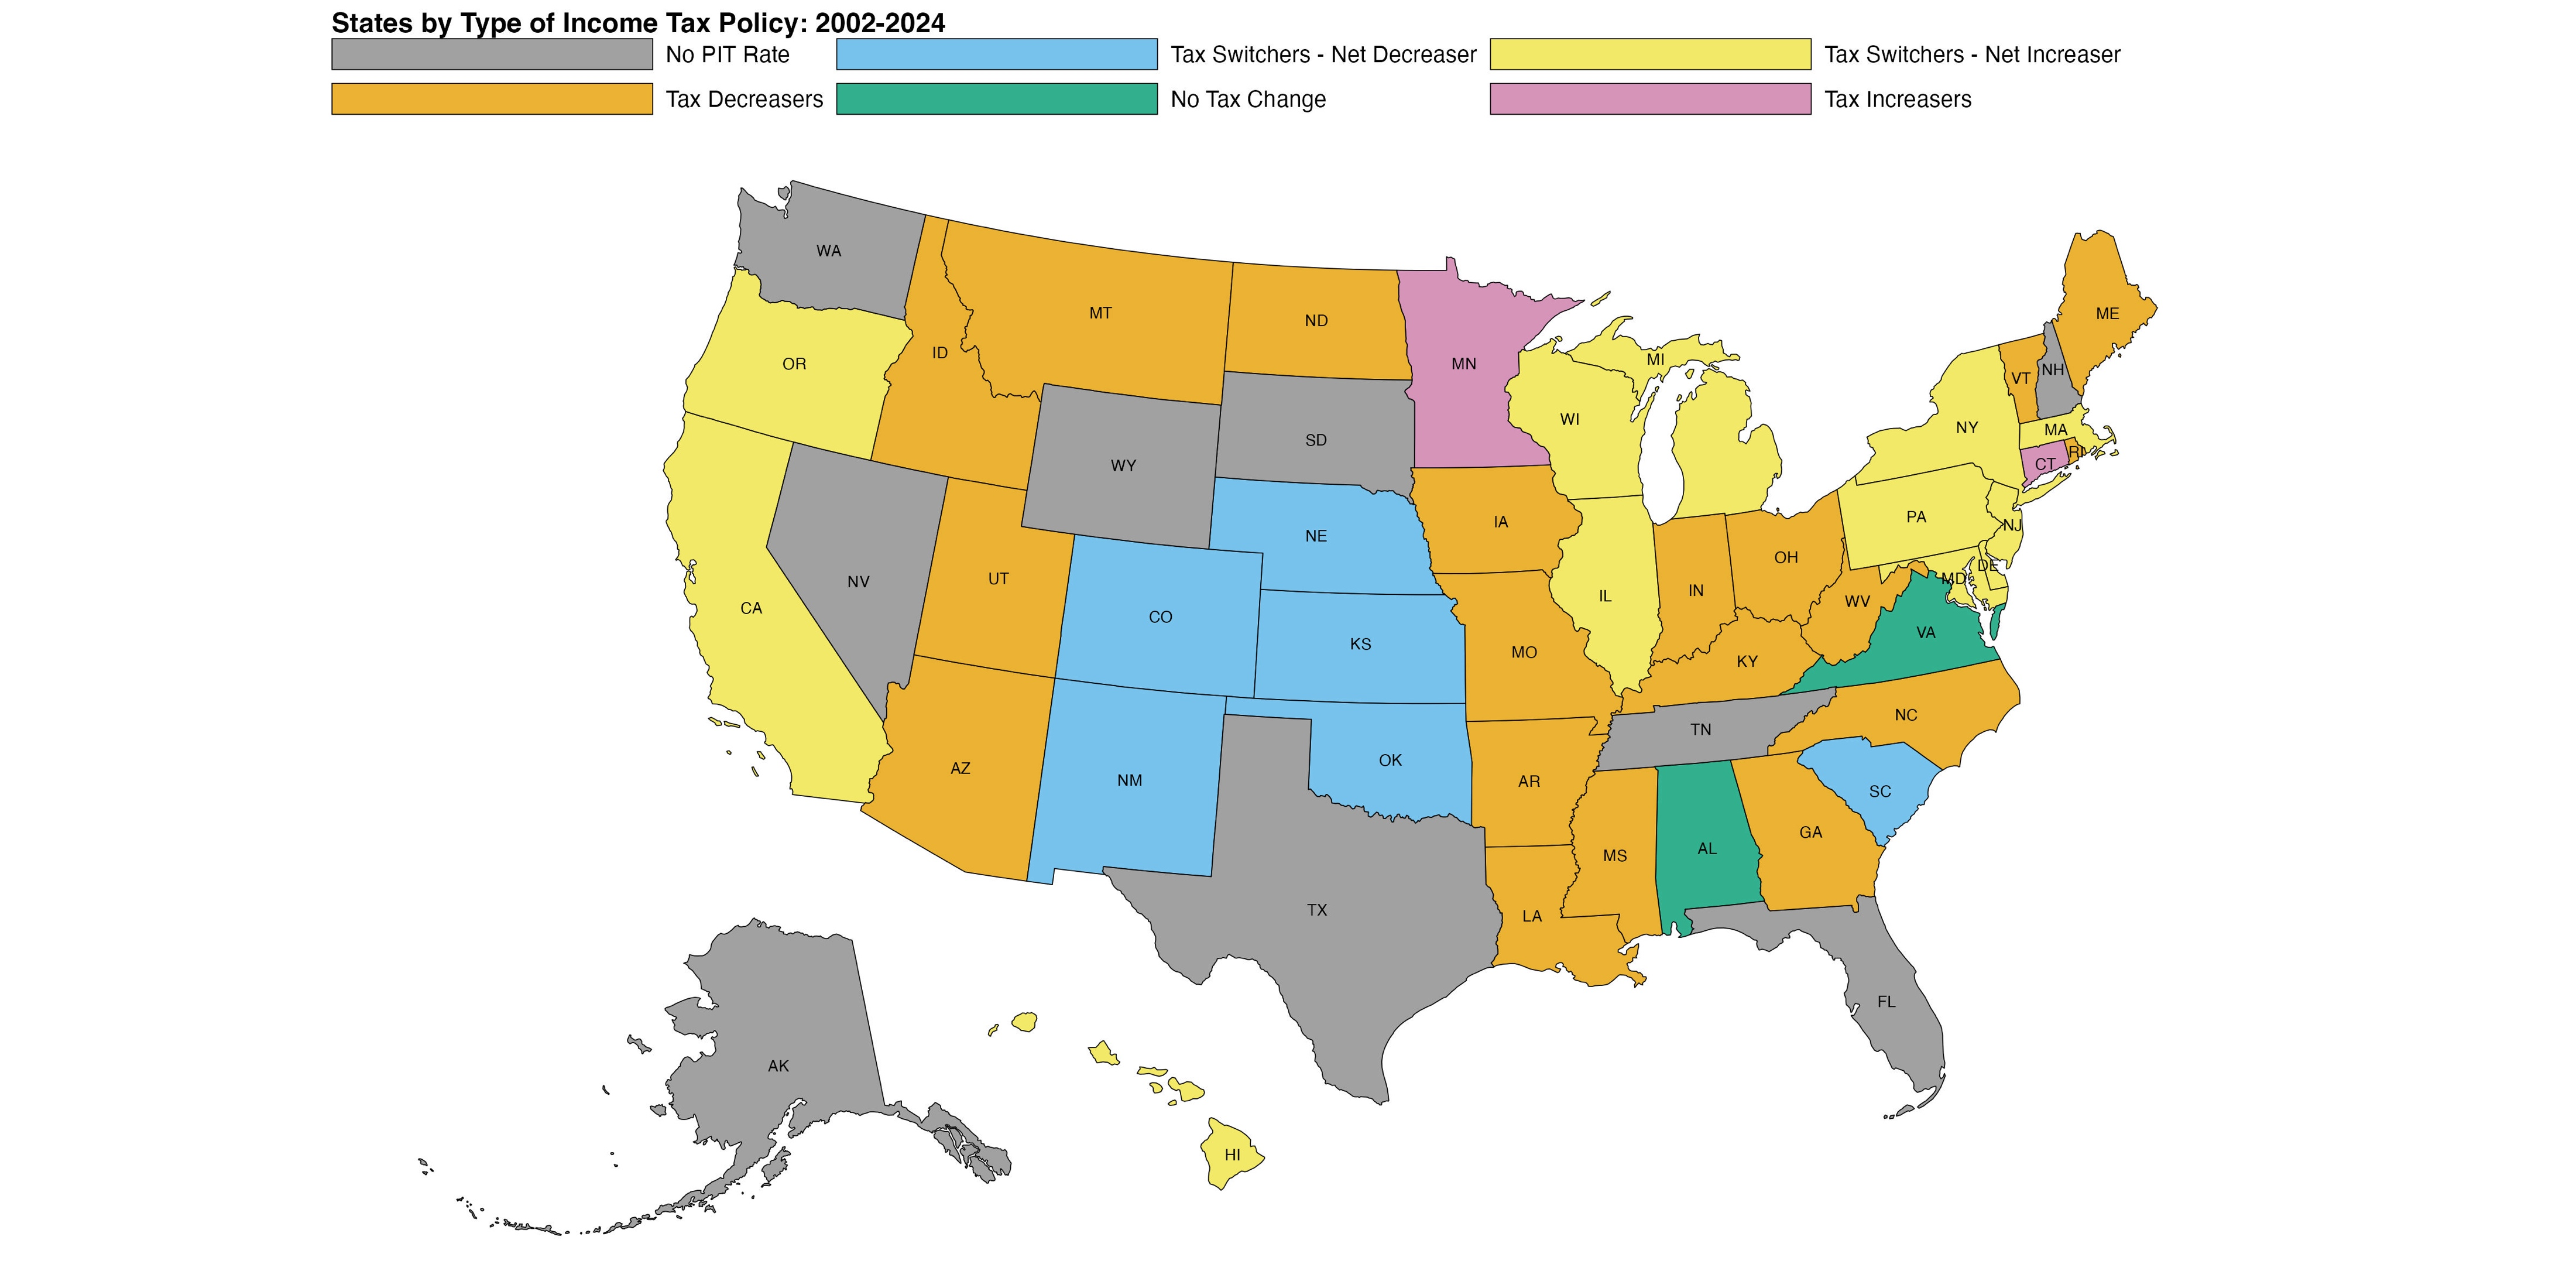 States by Type of Income Tax Policy: 2002-2024
No PIT Rate
Tax Switchers - Net Decreaser
Tax Switchers - Net Increaser
Tax Decreasers
No Tax Change
Tax Increasers
WA
MT
ND
ME
ID
OR
MN
MI
VT
NH
WI
NY
MA
SD
WY
CT
RI
IA
PA
NJ
NE
OH
DE
UT
NV
MD
IN
IL
WV
CA
CO
VA
KS
MO
KY
NC
TN
OK
AZ
NM
AR
SC
GA
AL
MS
TX
LA
FL
AK
HI